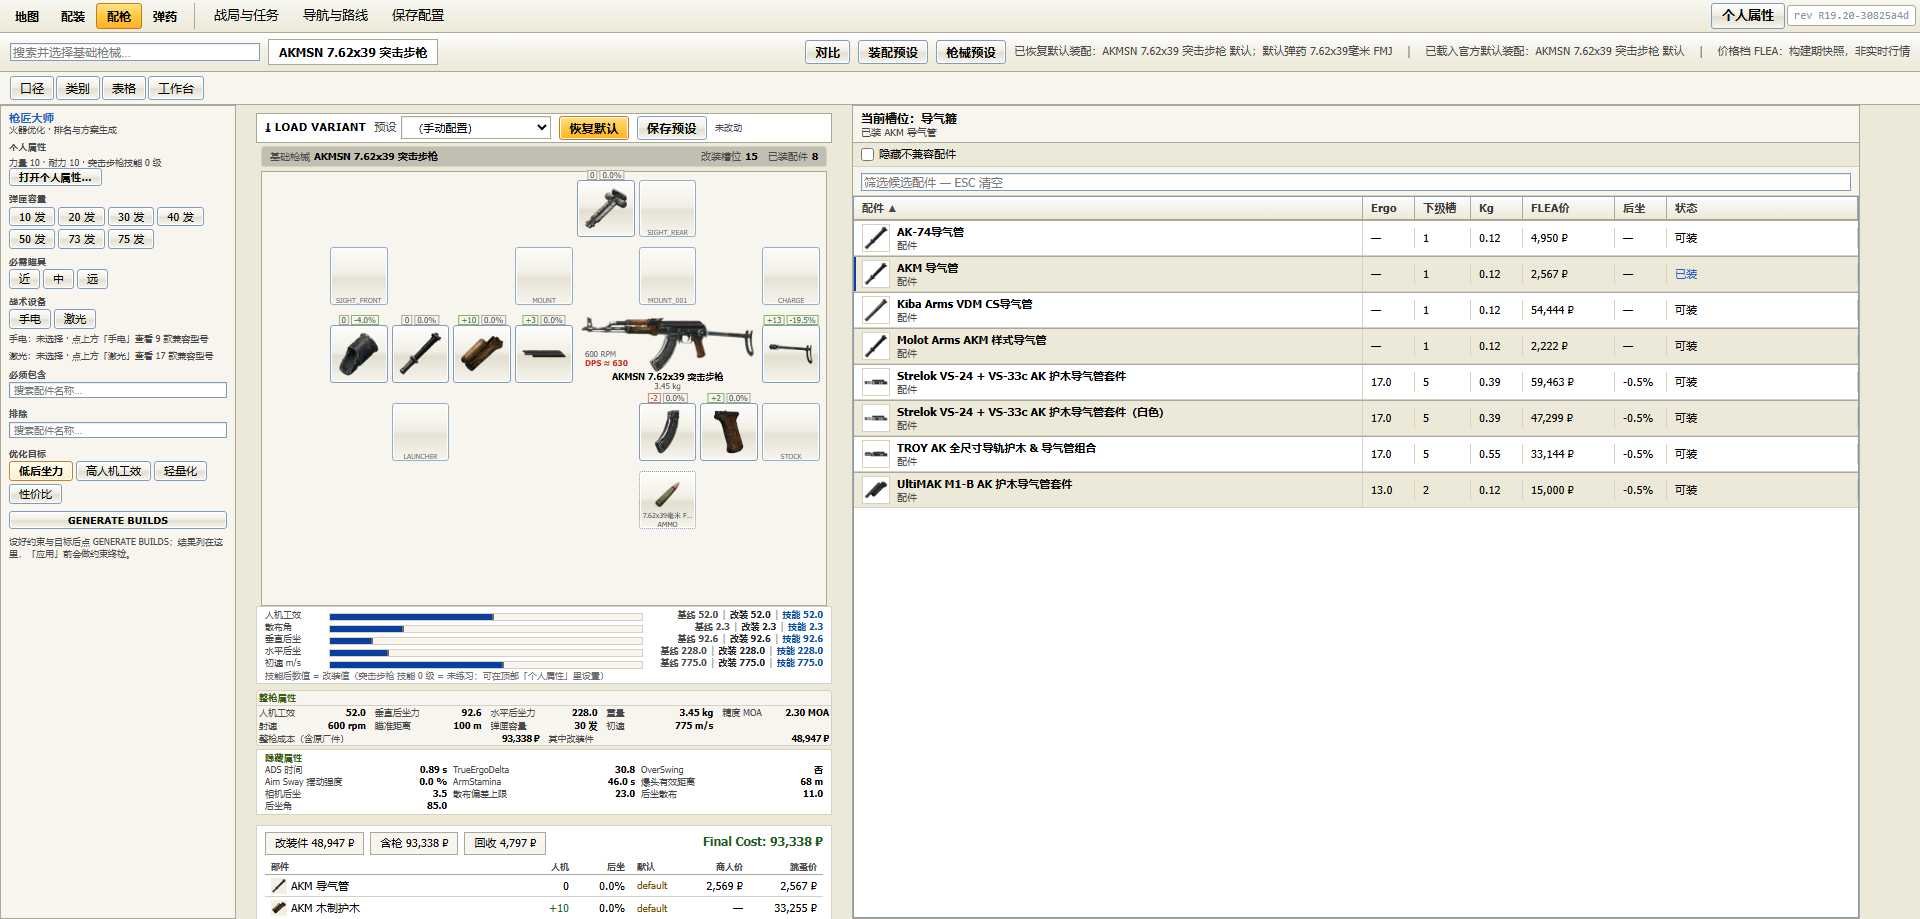 地图 配装 配枪 弹药 战局与任务 导航与路线 保存配置 个人属性 rev R19.20-30825a4d
搜索并选择基础枪械… AKMSN 7.62x39 突击步枪 对比 装配预设 枪械预设 已恢复默认装配：AKMSN 7.62x39 突击步枪 默认；默认弹药 7.62x39毫米 FMJ | 已载入官方默认装配：AKMSN 7.62x39 突击步枪 默认 | 价格档 FLEA：构建期快照，非实时行情
口径 类别 表格 工作台
枪匠大师
火器优化 · 排名与方案生成
个人属性
力量 10 · 耐力 10 · 突击步枪技能 0 级
打开个人属性…
弹匣容量
10 发 20 发 30 发 40 发
50 发 73 发 75 发
必需瞄具
近 中 远
战术设备
手电 激光
手电：未选择 · 点上方「手电」查看 9 款兼容型号
激光：未选择 · 点上方「激光」查看 17 款兼容型号
必须包含
搜索配件名称…
排除
搜索配件名称…
优化目标
低后坐力 高人机工效 轻量化
性价比
GENERATE BUILDS
设好约束与目标后点 GENERATE BUILDS；结果列在这里，「应用」前会做约束终检。
LOAD VARIANT 预设 （手动配置） 恢复默认 保存预设 未改动
基础枪械 AKMSN 7.62x39 突击步枪 改装槽位 15 已装配件 8
0 0.0%
SIGHT_REAR
SIGHT_FRONT MOUNT MOUNT_001 CHARGE
0 -4.0% 0 0.0% +10 0.0% +3 0.0% +13 -19.5%
600 RPM
DPS ≈ 630
AKMSN 7.62x39 突击步枪
3.45 kg
-2 0.0% +2 0.0%
LAUNCHER STOCK
7.62x39毫米 F…
AMMO
人机工效 基线 52.0 | 改装 52.0 | 技能 52.0
散布角 基线 2.3 | 改装 2.3 | 技能 2.3
垂直后坐 基线 92.6 | 改装 92.6 | 技能 92.6
水平后坐 基线 228.0 | 改装 228.0 | 技能 228.0
初速 m/s 基线 775.0 | 改装 775.0 | 技能 775.0
技能后数值 = 改装值（突击步枪 技能 0 级 = 未练习；可在顶部「个人属性」里设置）
整枪属性
人机工效 52.0 垂直后坐力 92.6 水平后坐力 228.0 重量 3.45 kg 精度 MOA 2.30 MOA
射速 600 rpm 瞄准距离 100 m 弹匣容量 30 发 初速 775 m/s
整枪成本（含原厂件） 93,338 ₽ 其中改装件 48,947 ₽
隐藏属性
ADS 时间 0.89 s TrueErgoDelta 30.8 OverSwing 否
Aim Sway 摆动强度 0.0 % ArmStamina 46.0 s 爆头有效距离 68 m
相机后坐 3.5 散布偏差上限 23.0 后坐散布 11.0
后坐角 85.0
改装件 48,947 ₽ 含枪 93,338 ₽ 回收 4,797 ₽ Final Cost: 93,338 ₽
部件 人机 后坐 默认 商人价 跳蚤价
AKM 导气管 0 0.0% default 2,569 ₽ 2,567 ₽
AKM 木制护木 +10 0.0% default — 33,255 ₽
当前槽位：导气箍
已装 AKM 导气管
隐藏不兼容配件
筛选候选配件 — ESC 清空
配件 ▲ Ergo 下级槽 Kg FLEA价 后坐 状态
AK-74导气管 — 1 0.12 4,950 ₽ — 可装
配件
AKM 导气管 — 1 0.12 2,567 ₽ — 已装
配件
Kiba Arms VDM CS导气管 — 1 0.12 54,444 ₽ — 可装
配件
Molot Arms AKM 样式导气管 — 1 0.12 2,222 ₽ — 可装
配件
Strelok VS-24 + VS-33c AK 护木导气管套件 17.0 5 0.39 59,463 ₽ -0.5% 可装
配件
Strelok VS-24 + VS-33c AK 护木导气管套件（白色） 17.0 5 0.39 47,299 ₽ -0.5% 可装
配件
TROY AK 全尺寸导轨护木 & 导气管组合 17.0 5 0.55 33,144 ₽ -0.5% 可装
配件
UltiMAK M1-B AK 护木导气管套件 13.0 2 0.12 15,000 ₽ -0.5% 可装
配件